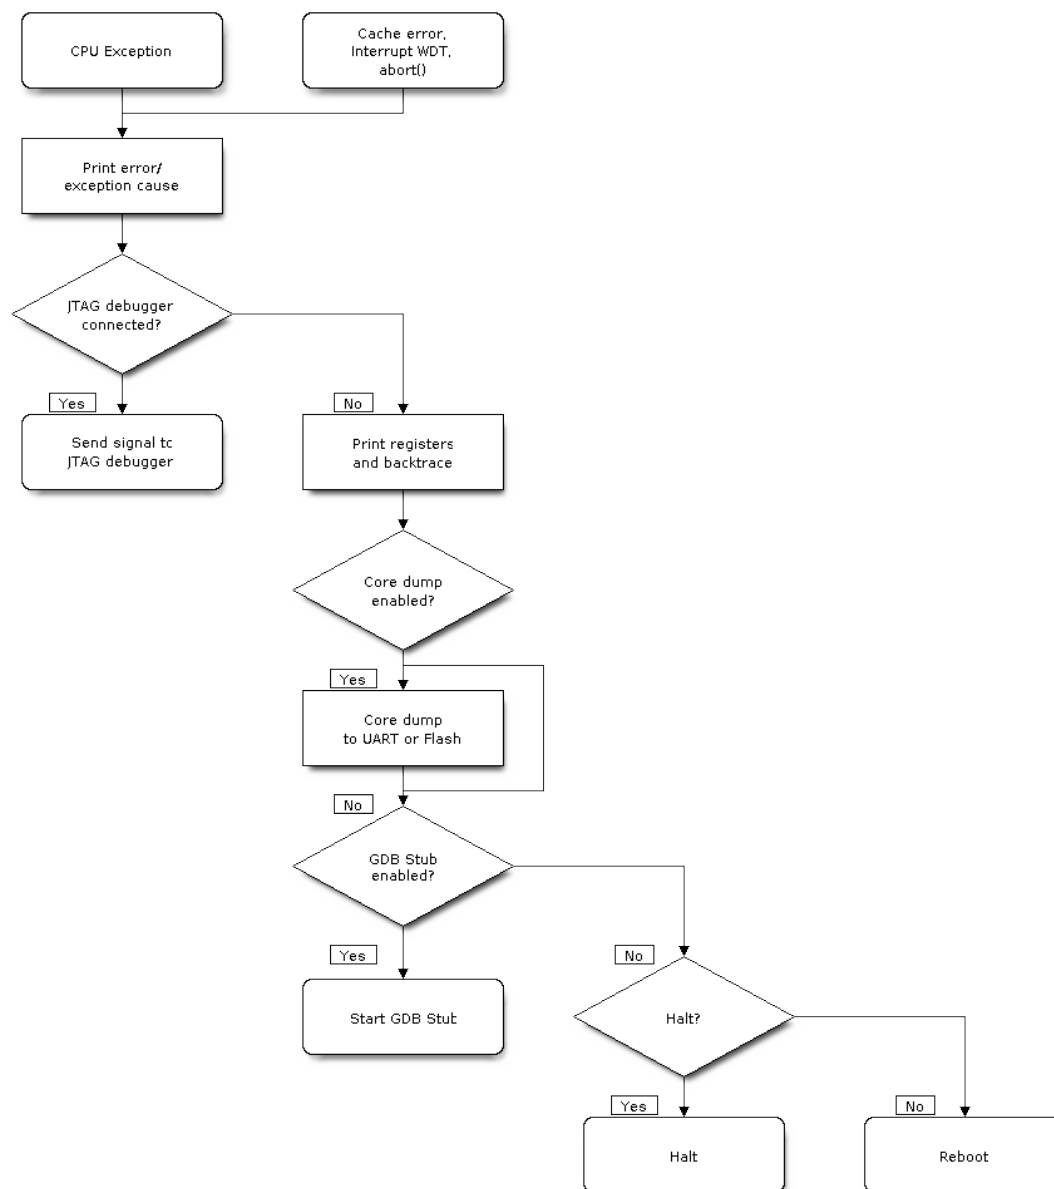 CPU Exception
Cache error,
Interrupt WDT,
abort()
Print error/
exception cause
JTAG debugger
connected?
Yes
No
Send signal to
JTAG debugger
Print registers
and backtrace
Core dump
enabled?
Yes
Core dump
to UART or Flash
No
GDB Stub
enabled?
Yes
No
Start GDB Stub
Halt?
Yes
No
Halt
Reboot